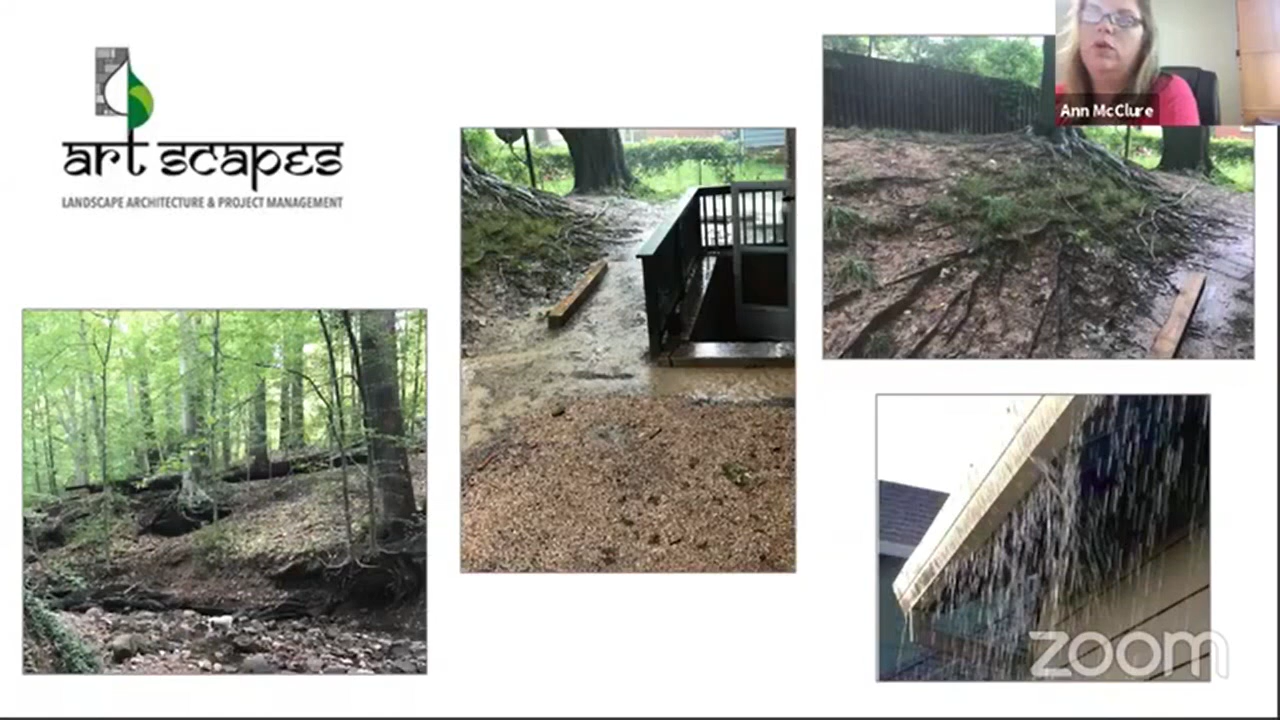 art scapes
LANDSCAPE ARCHITECTURE & PROJECT MANAGEMENT
Ann McClure
zoom